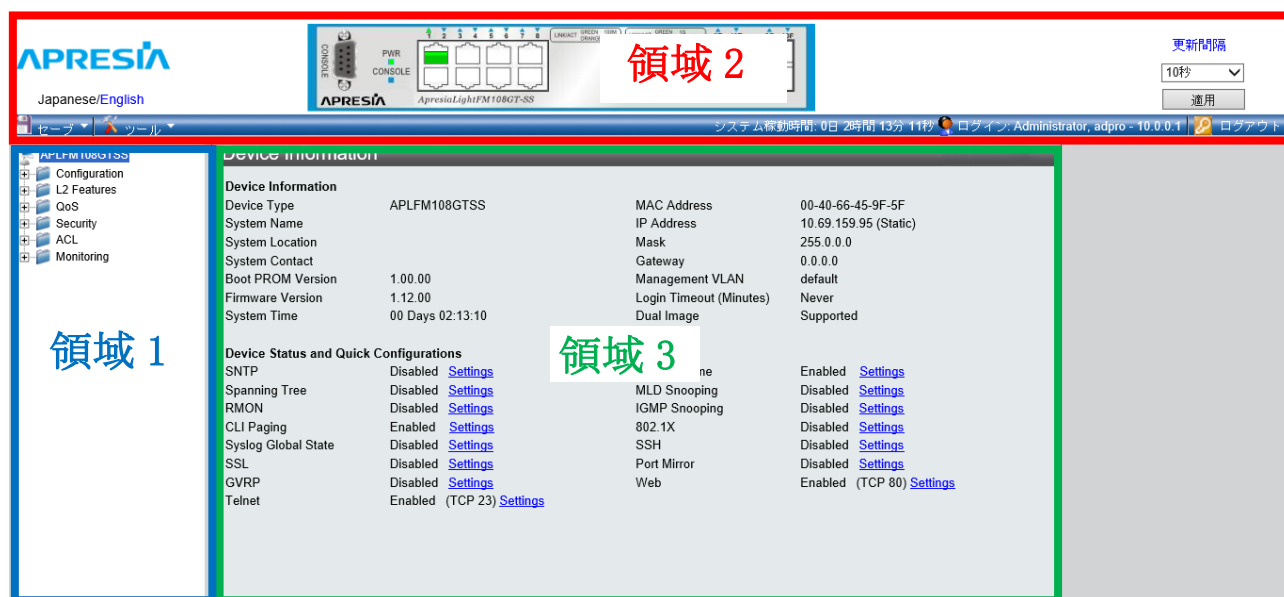 APRESIA
Japanese/English
CONSOLE
PWR
CONSOLE
1 2 3 4 5 6 7 8
LINK/ACT
APRESIA
ApresiaLightFM108GT-SS
領域 2
更新間隔
10秒
適用
セーブ ツール
システム稼動時間: 0日 2時間 13分 11秒 ログイン: Administrator, adpro - 10.0.0.1 ログアウト
APLFM108GTSS
Configuration
L2 Features
QoS
Security
ACL
Monitoring
領域 1
Device Information
Device Information
Device Type APLFM108GTSS MAC Address 00-40-66-45-9F-5F
System Name IP Address 10.69.159.95 (Static)
System Location Mask 255.0.0.0
System Contact Gateway 0.0.0.0
Boot PROM Version 1.00.00 Management VLAN default
Firmware Version 1.12.00 Login Timeout (Minutes) Never
System Time 00 Days 02:13:10 Dual Image Supported
領域 3
Device Status and Quick Configurations
SNTP Disabled Settings Enabled Settings
Spanning Tree Disabled Settings MLD Snooping Disabled Settings
RMON Disabled Settings IGMP Snooping Disabled Settings
CLI Paging Enabled Settings 802.1X Disabled Settings
Syslog Global State Disabled Settings SSH Disabled Settings
SSL Disabled Settings Port Mirror Disabled Settings
GVRP Disabled Settings Web Enabled (TCP 80) Settings
Telnet Enabled (TCP 23) Settings